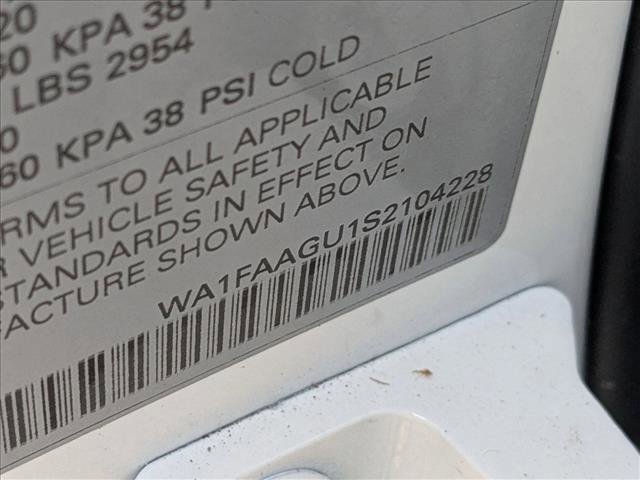 20
60 KPA 38
LBS 2954
0
60 KPA 38 PSI COLD
RMS TO ALL APPLICABLE
R VEHICLE SAFETY AND
STANDARDS IN EFFECT ON
FACTURE SHOWN ABOVE.
WA1FAAGU1S2104228